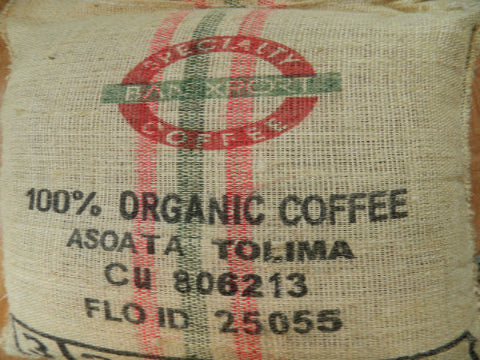 SPECIALTY
BANEXPORT
COFFEE
100% ORGANIC COFFEE
ASOATA TOLIMA
CU 806213
FLO ID 25055